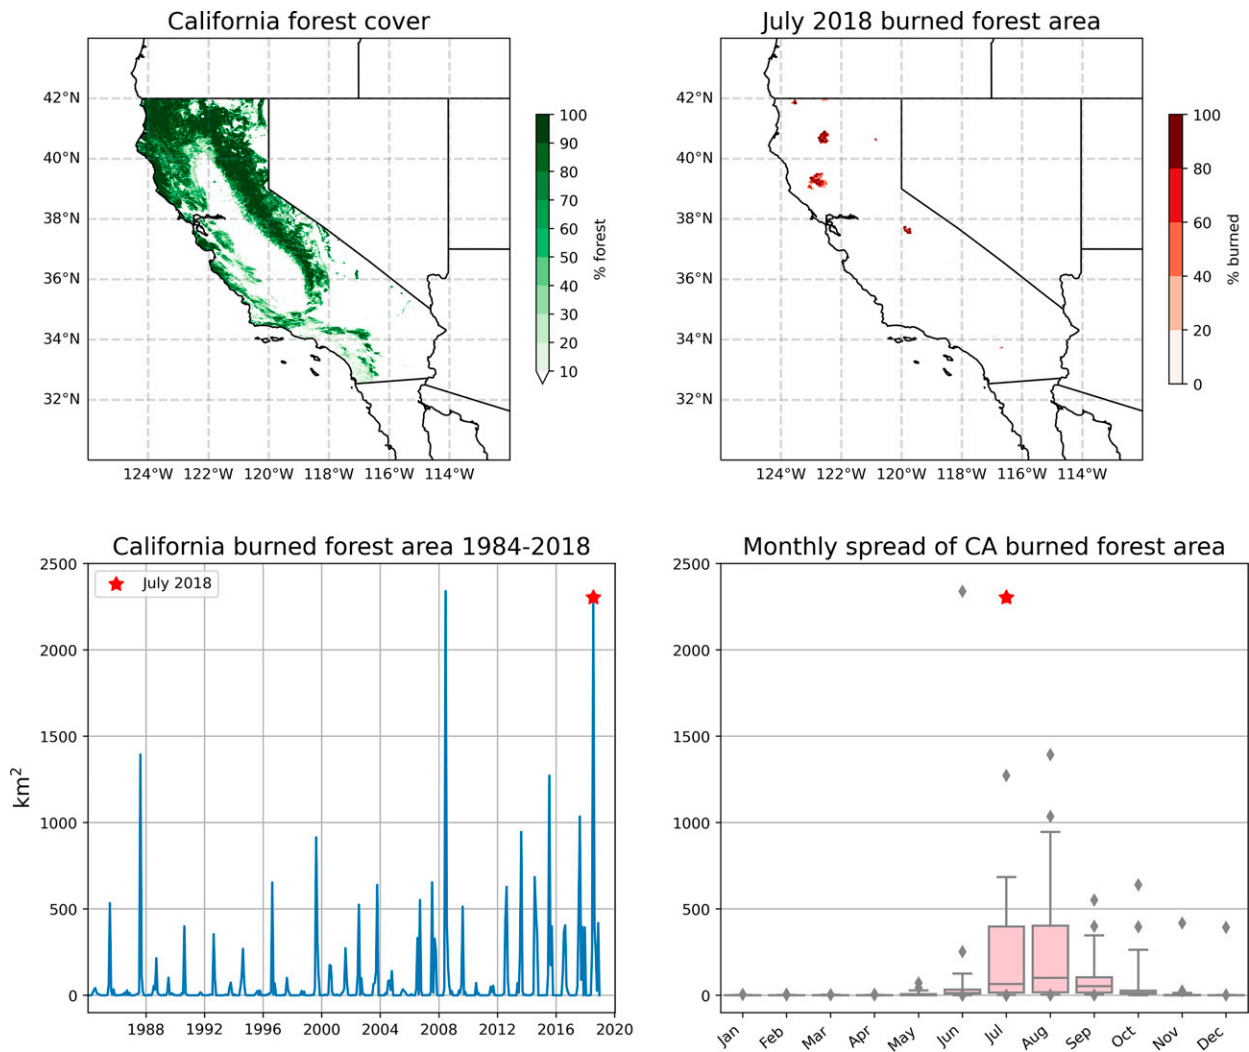 California forest cover
42°N
40°N
38°N
36°N
34°N
32°N
124°W 122°W 120°W 118°W 116°W 114°W
100
90
80
70
60
50
40
30
20
10
% forest
July 2018 burned forest area
42°N
40°N
38°N
36°N
34°N
32°N
124°W 122°W 120°W 118°W 116°W 114°W
100
80
60
40
20
0
% burned
California burned forest area 1984-2018
July 2018
2500
2000
1500
1000
500
0
km²
1988 1992 1996 2000 2004 2008 2012 2016 2020
Monthly spread of CA burned forest area
2500
2000
1500
1000
500
0
Jan Feb Mar Apr May Jun Jul Aug Sep Oct Nov Dec